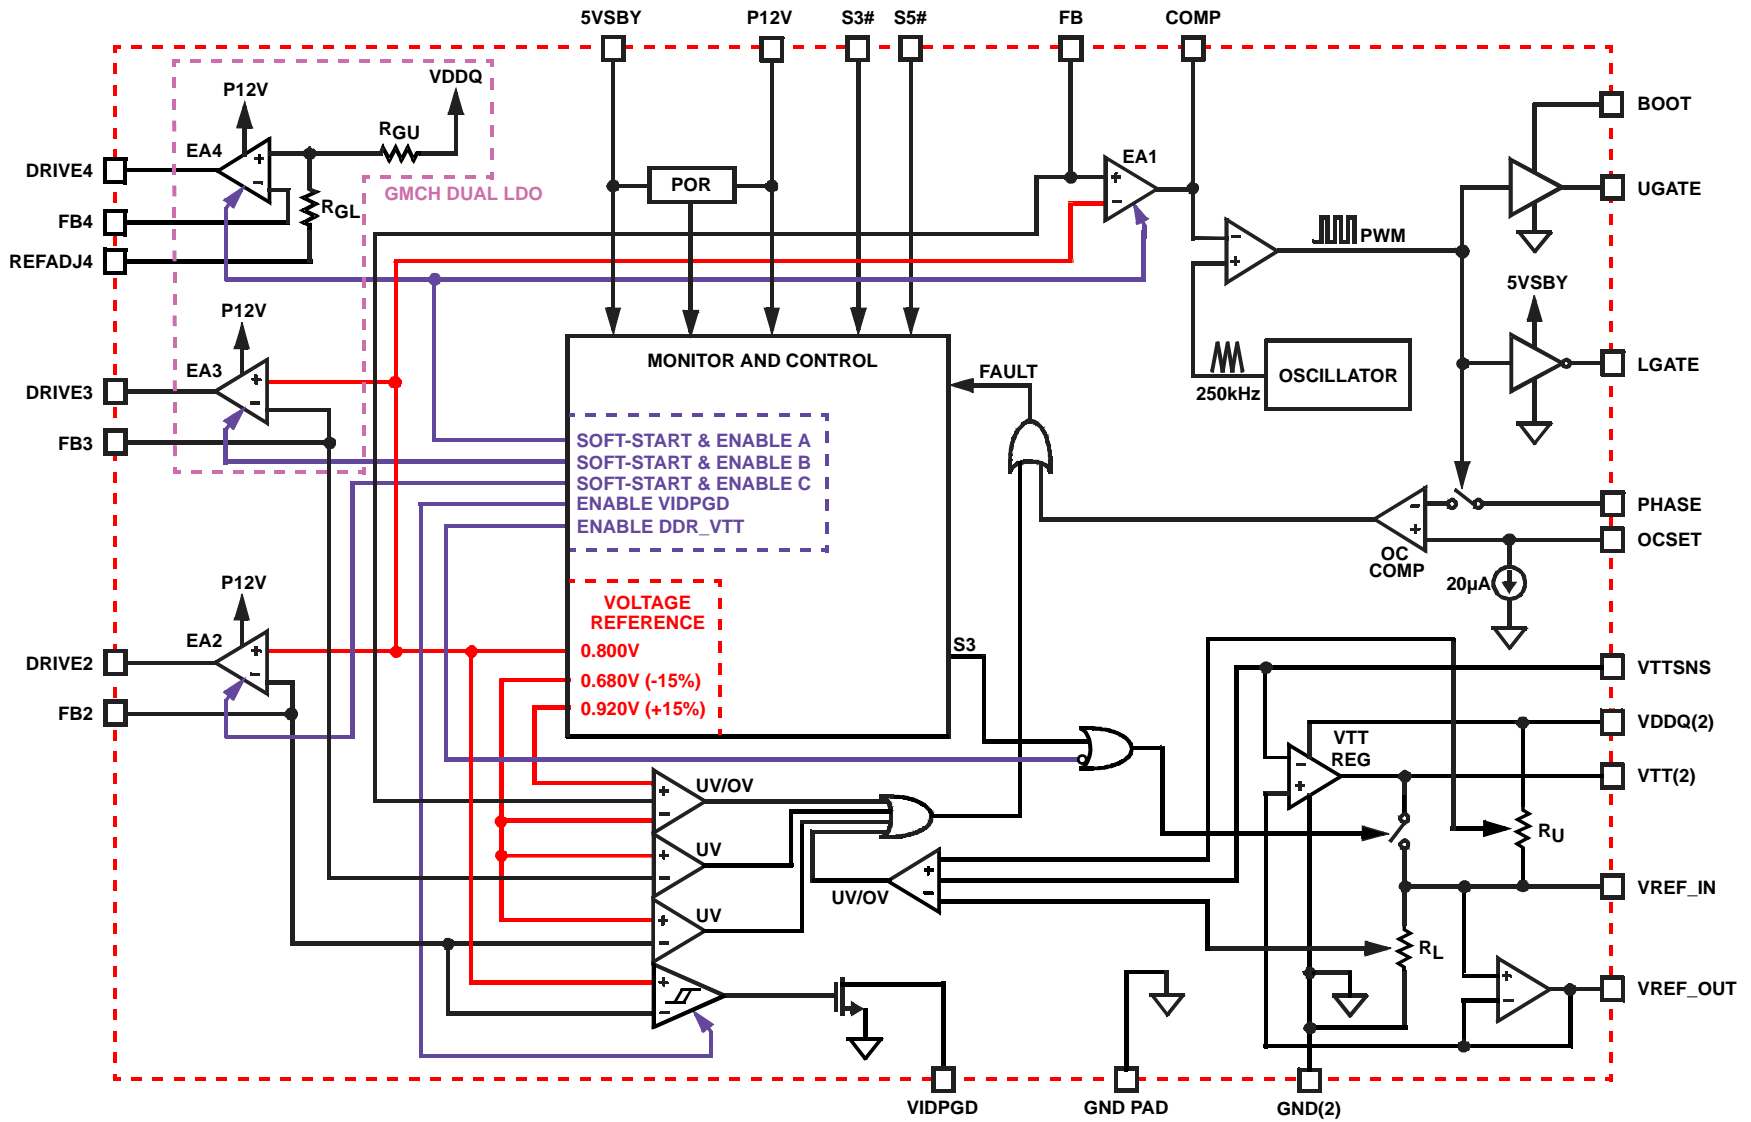 5VSBY
P12V
S3#
S5#
FB
COMP
BOOT
UGATE
LGATE
PHASE
OCSET
VTTSNS
VDDQ(2)
VTT(2)
VREF_IN
VREF_OUT
DRIVE4
FB4
REFADJ4
DRIVE3
FB3
DRIVE2
FB2
VIDPGD
GND PAD
GND(2)
P12V
VDDQ
EA4
+
-
RGU
RGL
GMCH DUAL LDO
P12V
EA3
+
-
P12V
EA2
+
-
POR
EA1
+
-
-
+
PWM
250kHz
OSCILLATOR
5VSBY
MONITOR AND CONTROL
FAULT
SOFT-START & ENABLE A
SOFT-START & ENABLE B
SOFT-START & ENABLE C
ENABLE VIDPGD
ENABLE DDR_VTT
VOLTAGE
REFERENCE
0.800V
0.680V (-15%)
0.920V (+15%)
S3
-
+
OC
COMP
20µA
VTT
REG
-
+
RU
RL
+
-
UV/OV
+
-
UV
+
-
UV
+
-
+
-
UV/OV
+
-